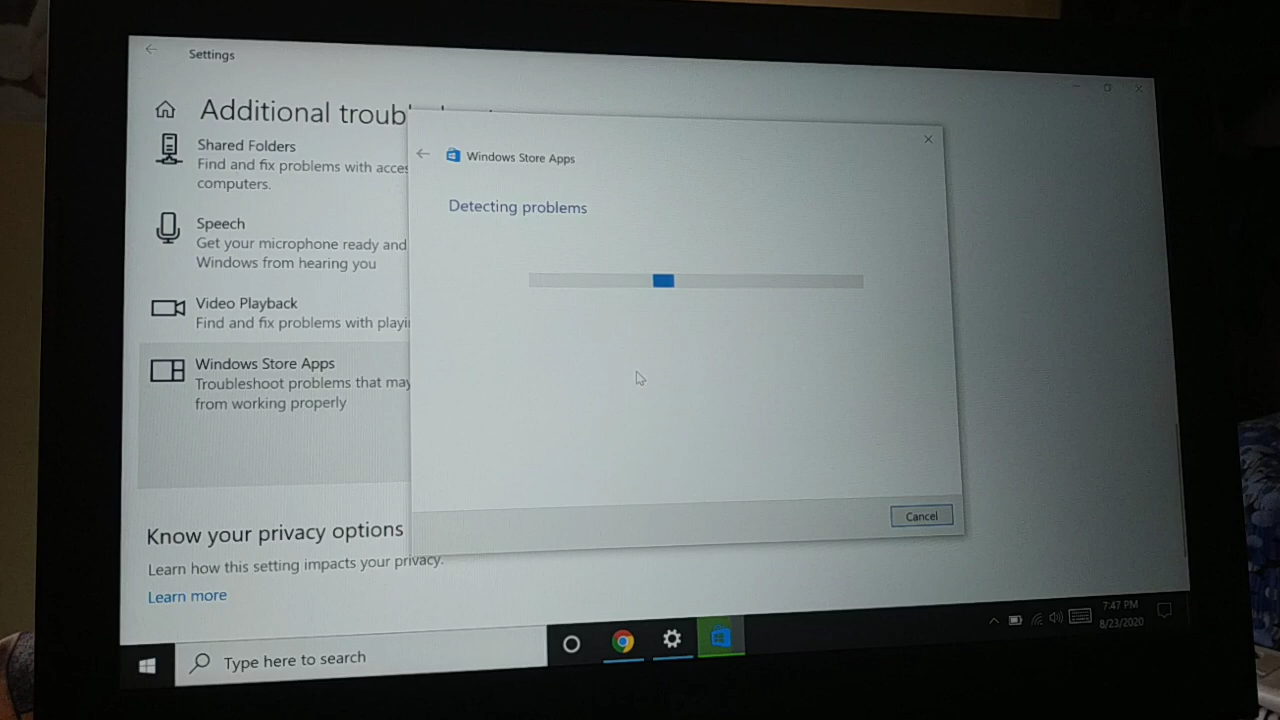 Settings
Additional troub
Shared Folders
Find and fix problems with acces
computers.
Speech
Get your microphone ready and
Windows from hearing you
Video Playback
Find and fix problems with playi
Windows Store Apps
Troubleshoot problems that may
from working properly
Know your privacy options
Learn how this setting impacts your privacy.
Learn more
Windows Store Apps
Detecting problems
Cancel
Type here to search
7:47 PM
8/23/2020